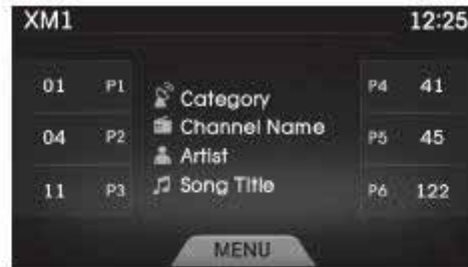 XM1 12:25
01 P1 Category P4 41
Channel Name
04 P2 P5 45
Artist
11 P3 Song Title P6 122
MENU